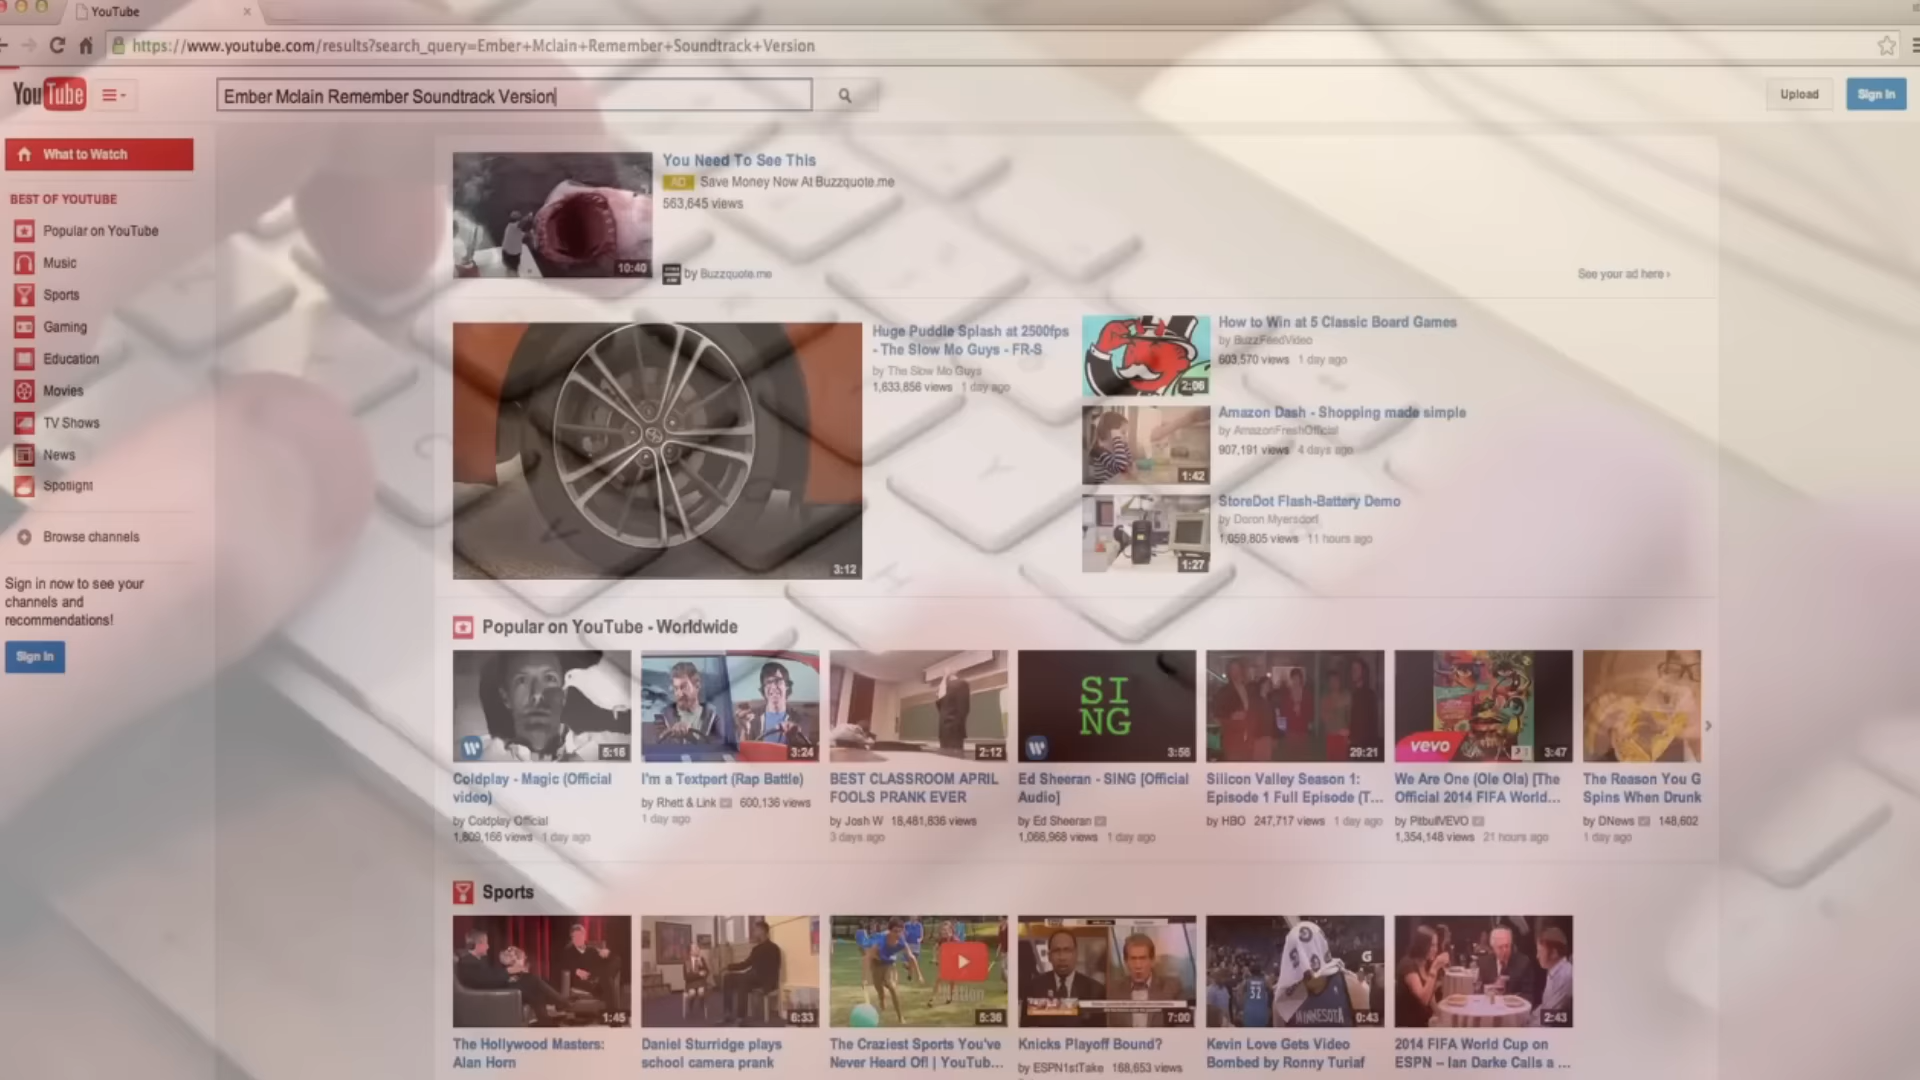 YouTube
https://www.youtube.com/results?search_query=Ember+Mclain+Remember+Soundtrack+Version
YouTube
Ember Mclain Remember Soundtrack Version
Upload
Sign In
What to Watch
BEST OF YOUTUBE
Popular on YouTube
Music
Sports
Gaming
Education
Movies
TV Shows
News
Spotlight
Browse channels
Sign in now to see your
channels and
recommendations!
Sign In
You Need To See This
AD Save Money Now At Buzzquote.me
563,645 views
10:40
by Buzzquote.me
See your ad here ›
3:12
Huge Puddle Splash at 2500fps
- The Slow Mo Guys - FR-S
by The Slow Mo Guys
1,633,856 views 1 day ago
2:06
How to Win at 5 Classic Board Games
by BuzzFeedVideo
603,570 views 1 day ago
1:42
Amazon Dash - Shopping made simple
by AmazonFreshOfficial
907,191 views 4 days ago
1:27
StoreDot Flash-Battery Demo
by Doron Myersdorf
1,059,805 views 11 hours ago
Popular on YouTube - Worldwide
5:16
Coldplay - Magic (Official
video)
by Coldplay Official
1,809,166 views 1 day ago
3:24
I'm a Textpert (Rap Battle)
by Rhett & Link 600,136 views
1 day ago
2:12
BEST CLASSROOM APRIL
FOOLS PRANK EVER
by Josh W 18,481,836 views
3 days ago
SI
NG
3:56
Ed Sheeran - SING [Official
Audio]
by Ed Sheeran
1,066,968 views 1 day ago
29:21
Silicon Valley Season 1:
Episode 1 Full Episode (T...
by HBO 247,717 views 1 day ago
vevo
3:47
We Are One (Ole Ola) [The
Official 2014 FIFA World...
by PitbullVEVO
1,354,148 views 21 hours ago
The Reason You G
Spins When Drunk
by DNews 148,602
1 day ago
Sports
1:45
The Hollywood Masters:
Alan Horn
6:33
Daniel Sturridge plays
school camera prank
5:36
The Craziest Sports You've
Never Heard Of! | YouTub...
7:00
Knicks Playoff Bound?
by ESPN1stTake 168,653 views
32
MINNESOTA
0:43
Kevin Love Gets Video
Bombed by Ronny Turiaf
2:43
2014 FIFA World Cup on
ESPN – Ian Darke Calls a ...